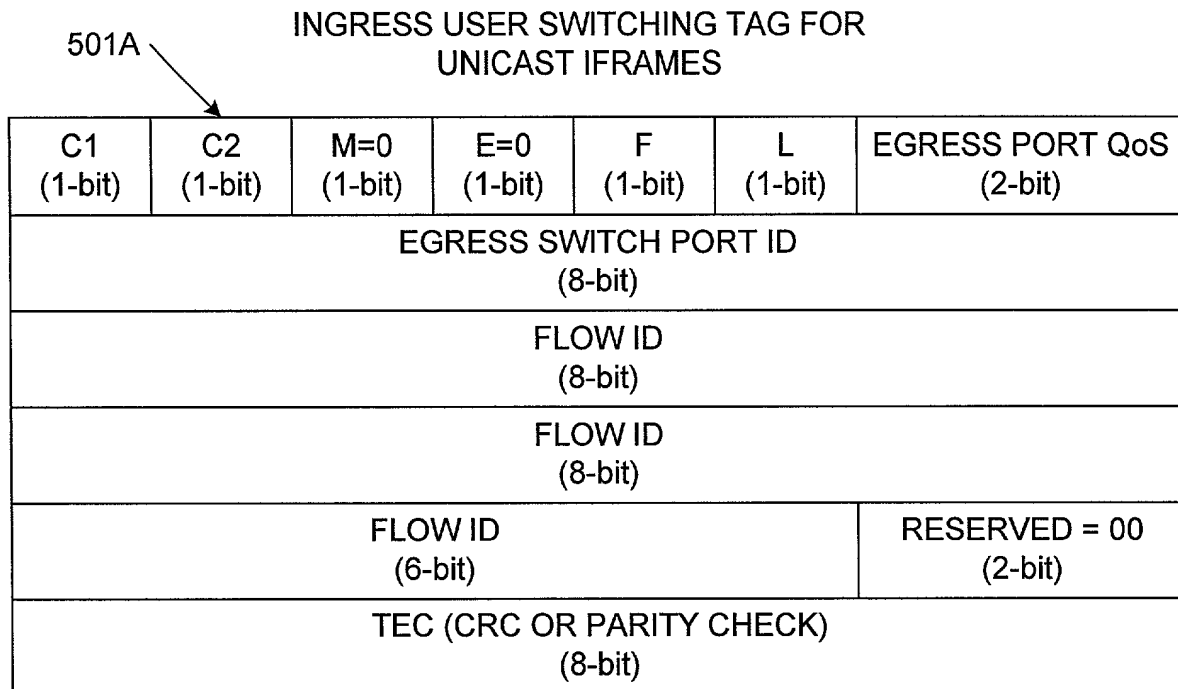 501A
INGRESS USER SWITCHING TAG FOR
UNICAST IFRAMES
C1 C2 M=0 E=0 F L EGRESS PORT QoS
(1-bit) (1-bit) (1-bit) (1-bit) (1-bit) (1-bit) (2-bit)
EGRESS SWITCH PORT ID
(8-bit)
FLOW ID
(8-bit)
FLOW ID
(8-bit)
FLOW ID RESERVED = 00
(6-bit) (2-bit)
TEC (CRC OR PARITY CHECK)
(8-bit)